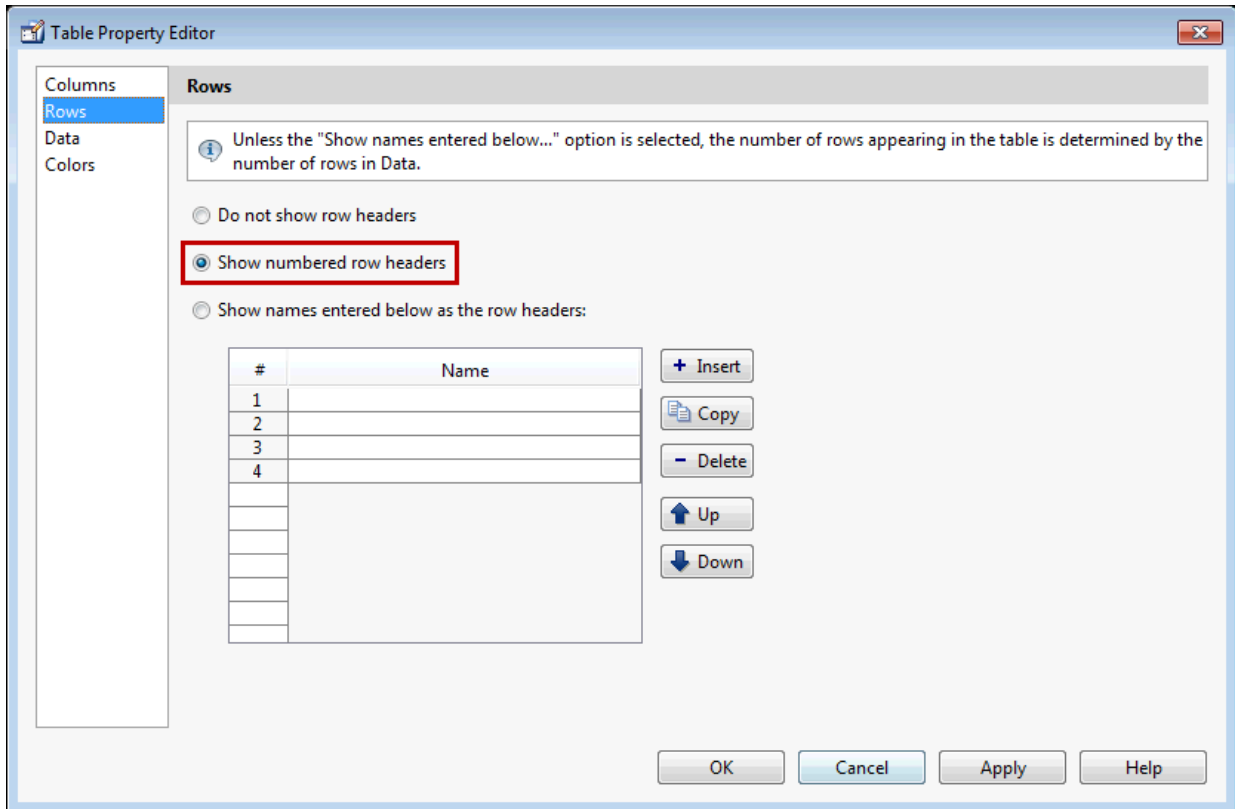 Table Property Editor
Columns
Rows
Data
Colors
Rows
Unless the "Show names entered below..." option is selected, the number of rows appearing in the table is determined by the
number of rows in Data.
Do not show row headers
Show numbered row headers
Show names entered below as the row headers:
# Name
1
2
3
4
+ Insert
Copy
- Delete
Up
Down
OK Cancel Apply Help